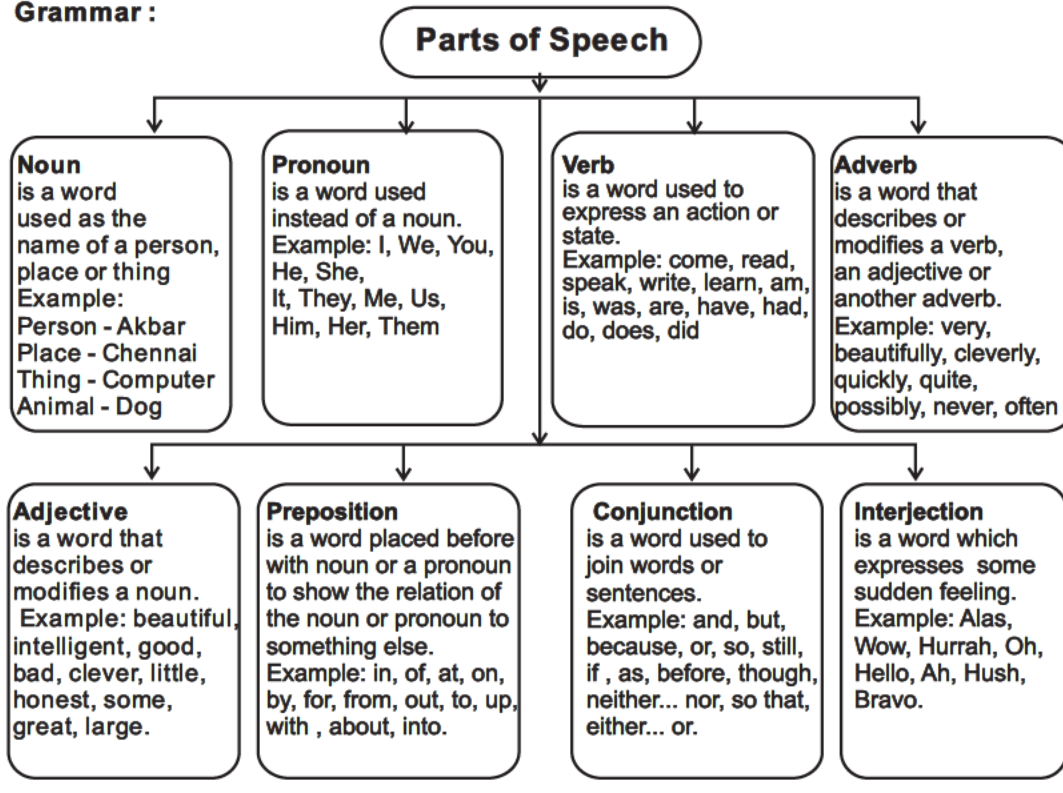 Grammar :
Parts of Speech
Noun
is a word
used as the
name of a person,
place or thing
Example:
Person - Akbar
Place - Chennai
Thing - Computer
Animal - Dog
Pronoun
is a word used
instead of a noun.
Example: I, We, You,
He, She,
It, They, Me, Us,
Him, Her, Them
Verb
is a word used to
express an action or
state.
Example: come, read,
speak, write, learn, am,
is, was, are, have, had,
do, does, did
Adverb
is a word that
describes or
modifies a verb,
an adjective or
another adverb.
Example: very,
beautifully, cleverly,
quickly, quite,
possibly, never, often
Adjective
is a word that
describes or
modifies a noun.
Example: beautiful,
intelligent, good,
bad, clever, little,
honest, some,
great, large.
Preposition
is a word placed before
with noun or a pronoun
to show the relation of
the noun or pronoun to
something else.
Example: in, of, at, on,
by, for, from, out, to, up,
with , about, into.
Conjunction
is a word used to
join words or
sentences.
Example: and, but,
because, or, so, still,
if , as, before, though,
neither... nor, so that,
either... or.
Interjection
is a word which
expresses some
sudden feeling.
Example: Alas,
Wow, Hurrah, Oh,
Hello, Ah, Hush,
Bravo.